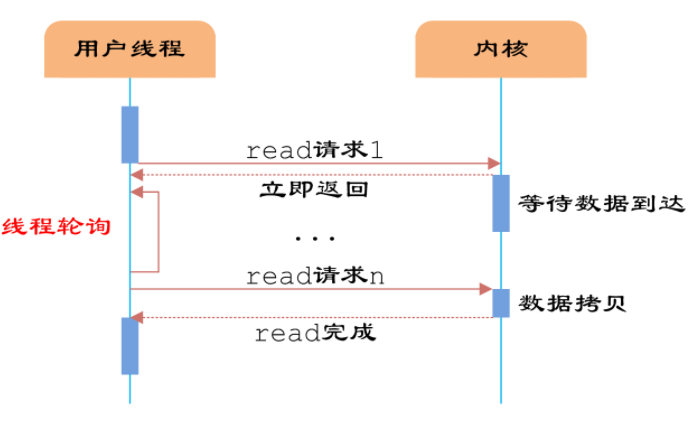 用户线程
内核
read请求1
立即返回
等待数据到达
线程轮询
...
read请求n
数据拷贝
read完成